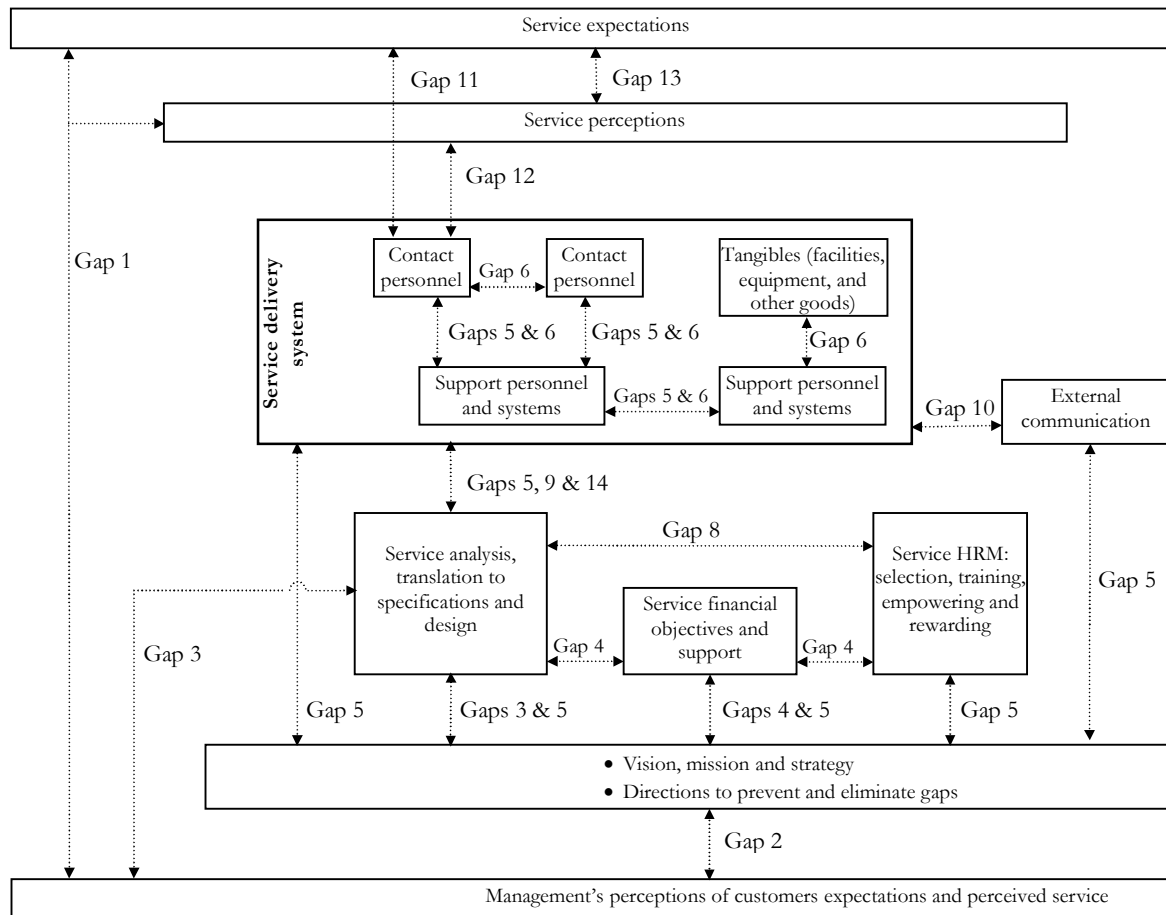 Service expectations
Gap 11
Gap 13
Service perceptions
Gap 12
Gap 1
Service delivery
system
Contact
personnel
Gap 6
Contact
personnel
Tangibles (facilities,
equipment, and
other goods)
Gaps 5 & 6
Gaps 5 & 6
Gap 6
Support personnel
and systems
Gaps 5 & 6
Support personnel
and systems
Gap 10
External
communication
Gaps 5, 9 & 14
Service analysis,
translation to
specifications and
design
Gap 8
Service HRM:
selection, training,
empowering and
rewarding
Gap 5
Service financial
objectives and
support
Gap 3
Gap 4
Gap 4
Gap 5
Gaps 3 & 5
Gaps 4 & 5
Gap 5
• Vision, mission and strategy
• Directions to prevent and eliminate gaps
Gap 2
Management’s perceptions of customers expectations and perceived service